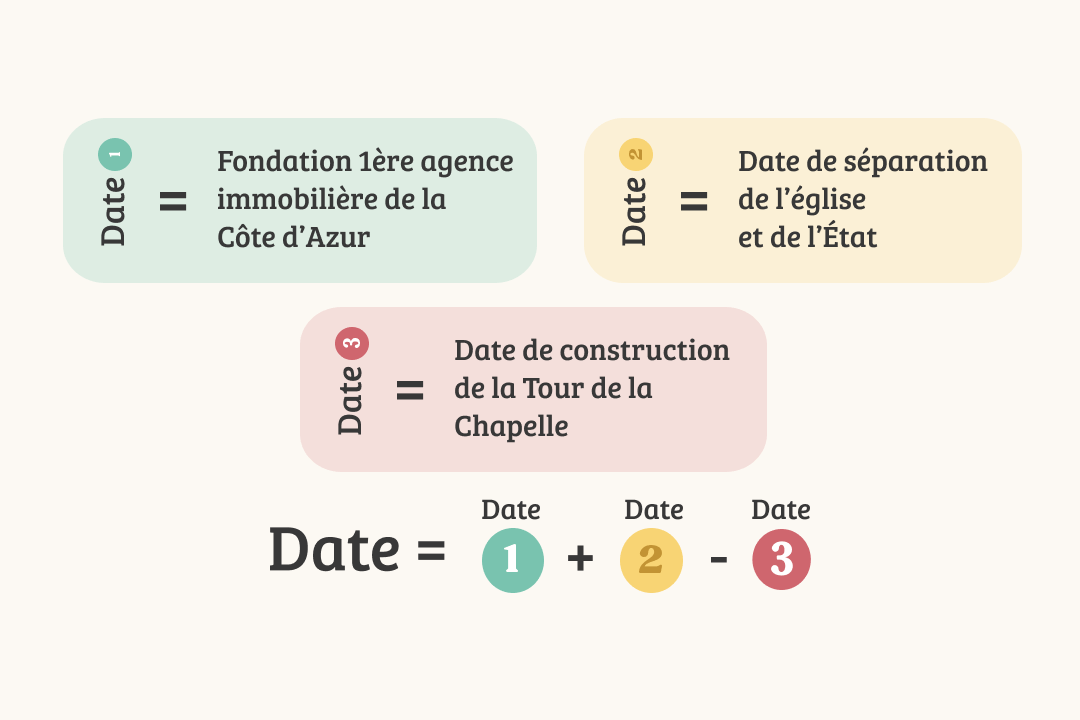 Date 1 = Fondation 1ère agence
immobilière de la
Côte d’Azur
Date 2 = Date de séparation
de l’église
et de l’État
Date 3 = Date de construction
de la Tour de la
Chapelle
Date Date Date
Date = 1 + 2 - 3